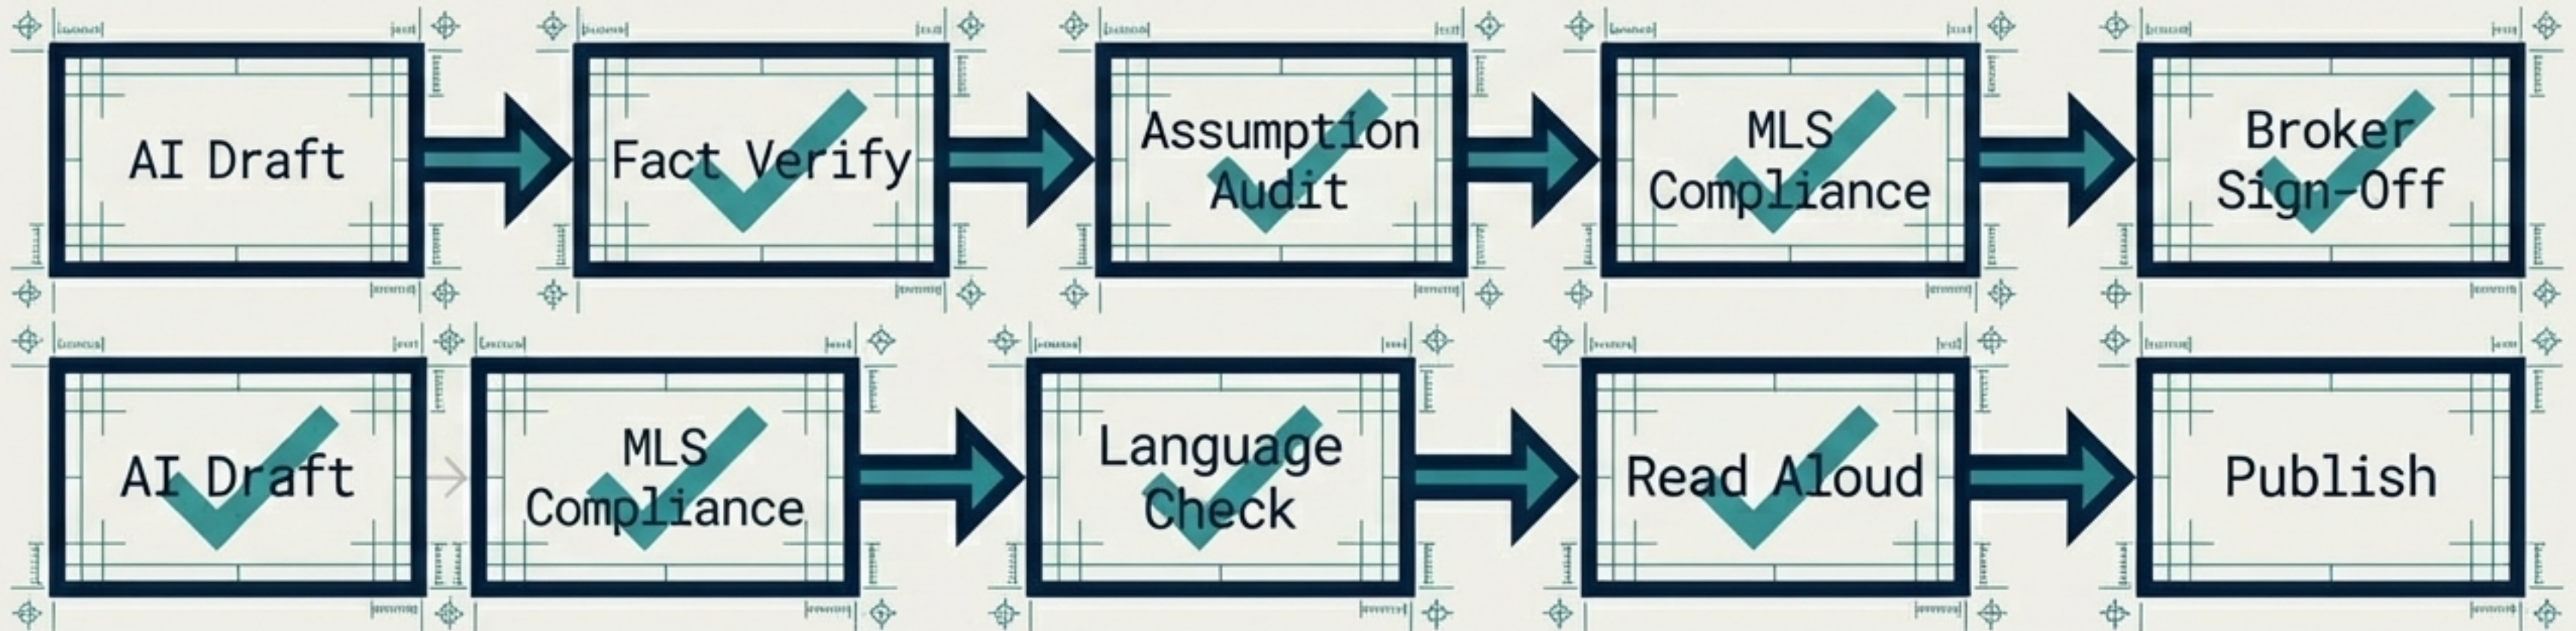 AI Draft
Fact Verify
Assumption
Audit
MLS
Compliance
Broker
Sign-Off
AI Draft
MLS
Compliance
Language
Check
Read Aloud
Publish